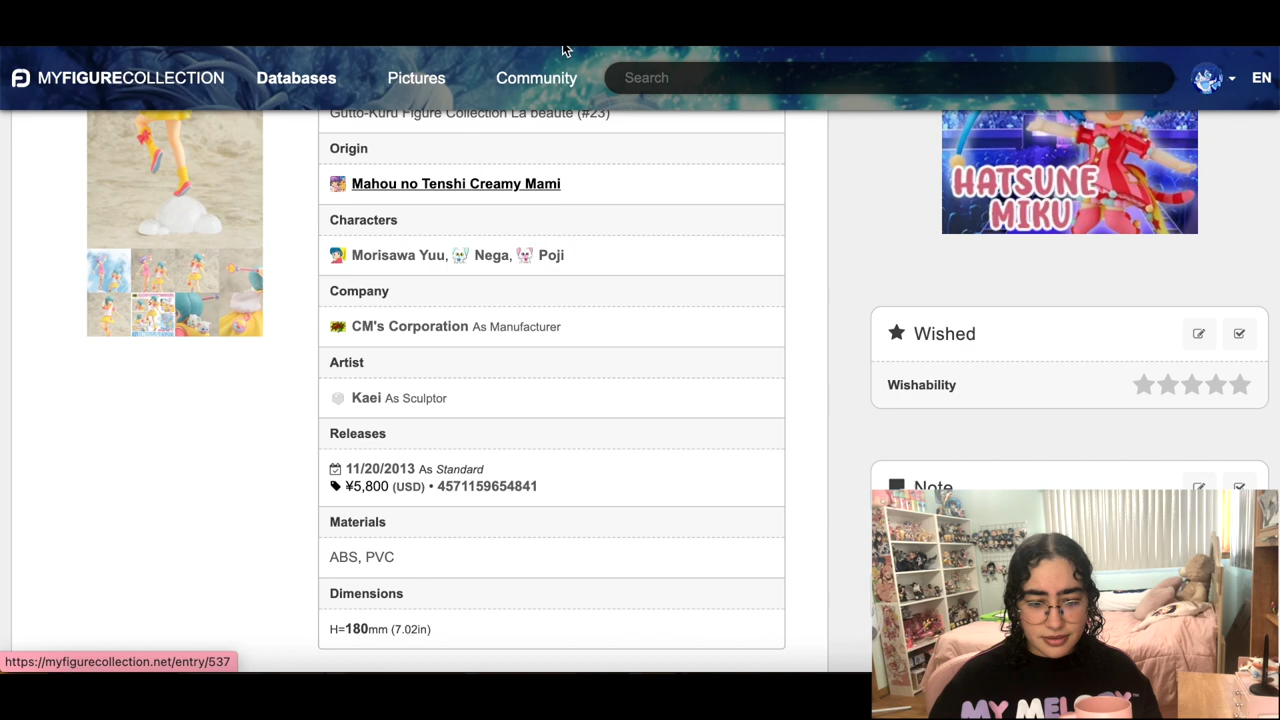 MYFIGURECOLLECTION Databases Pictures Community Search EN
Gutto-Kuru Figure Collection La beauté (#23)
Origin
Mahou no Tenshi Creamy Mami
Characters
Morisawa Yuu, Nega, Poji
Company
CM's Corporation As Manufacturer
Artist
Kaei As Sculptor
Releases
11/20/2013 As Standard
¥5,800 (USD) • 4571159654841
Materials
ABS, PVC
Dimensions
H=180mm (7.02in)
HATSUNE
MIKU
Wished
Wishability
Note
https://myfigurecollection.net/entry/537
MY MELODY™